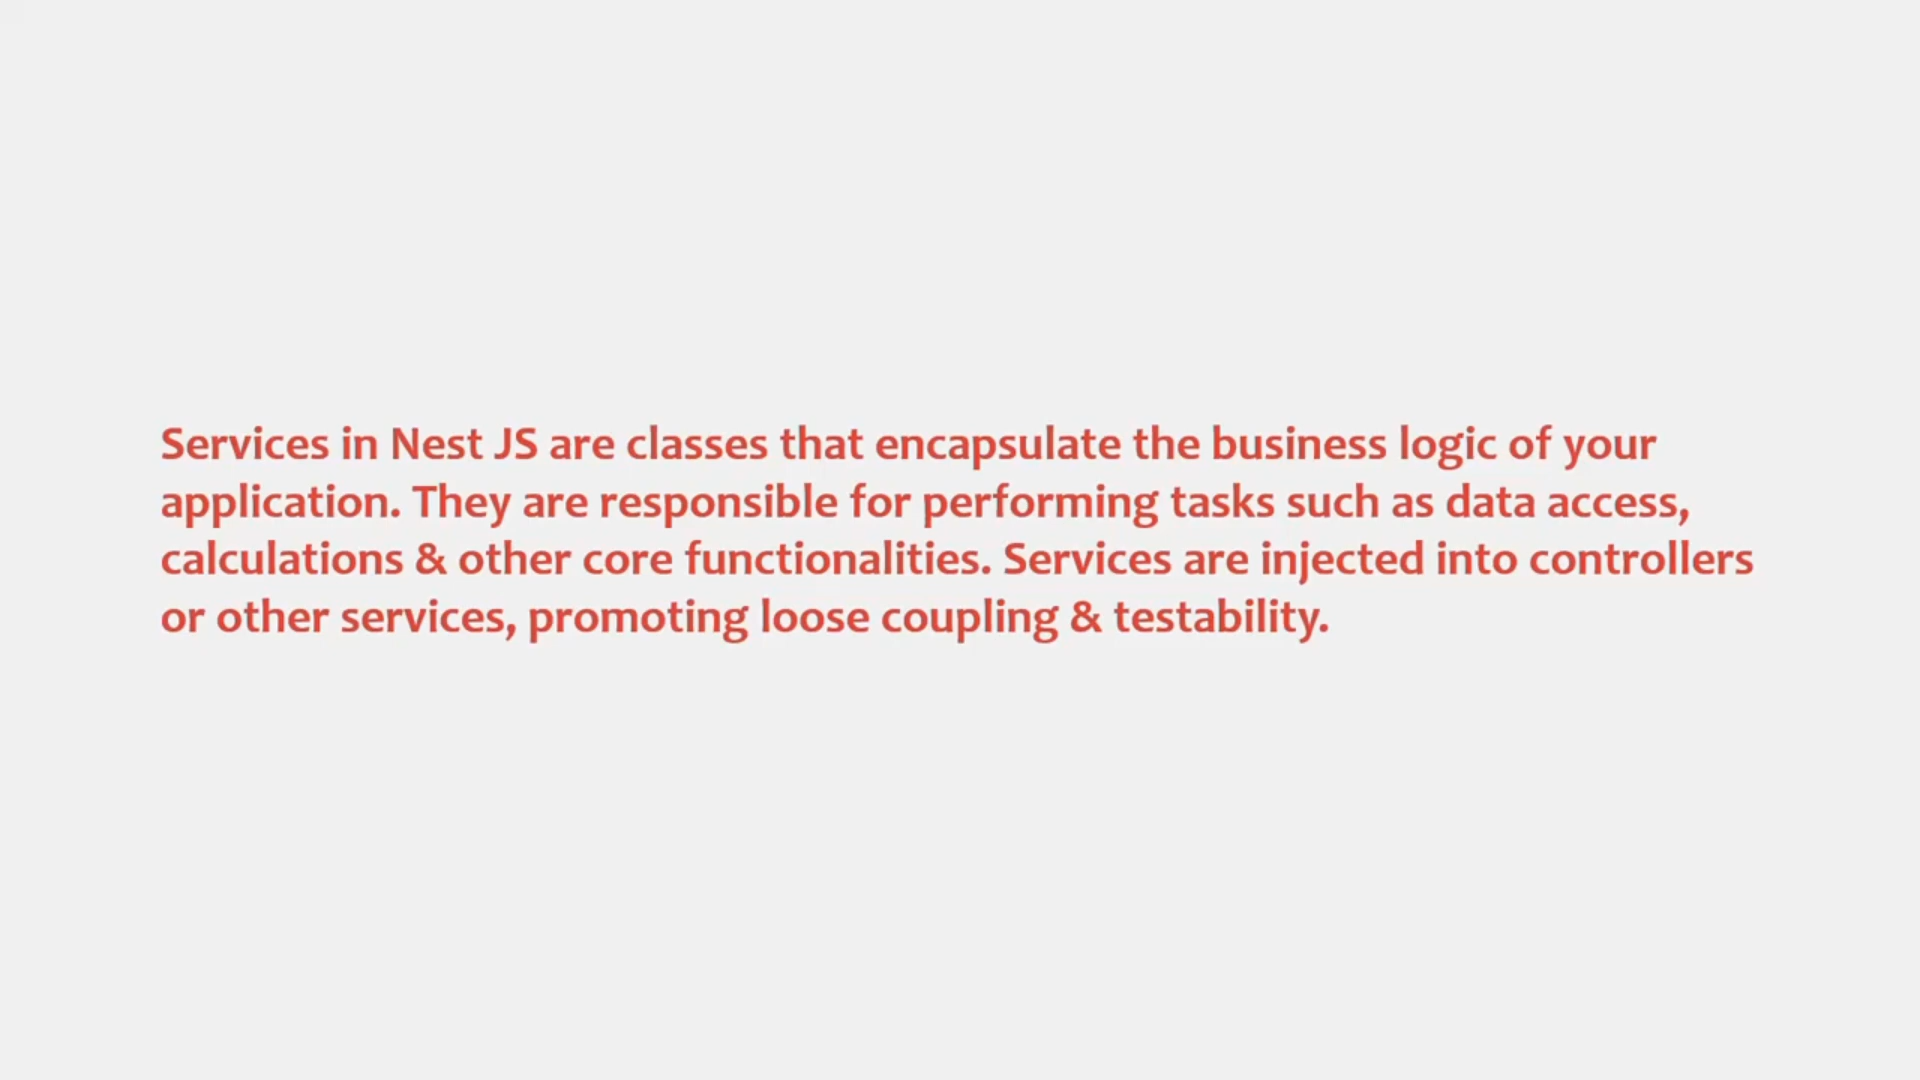 Services in Nest JS are classes that encapsulate the business logic of your
application. They are responsible for performing tasks such as data access,
calculations & other core functionalities. Services are injected into controllers
or other services, promoting loose coupling & testability.